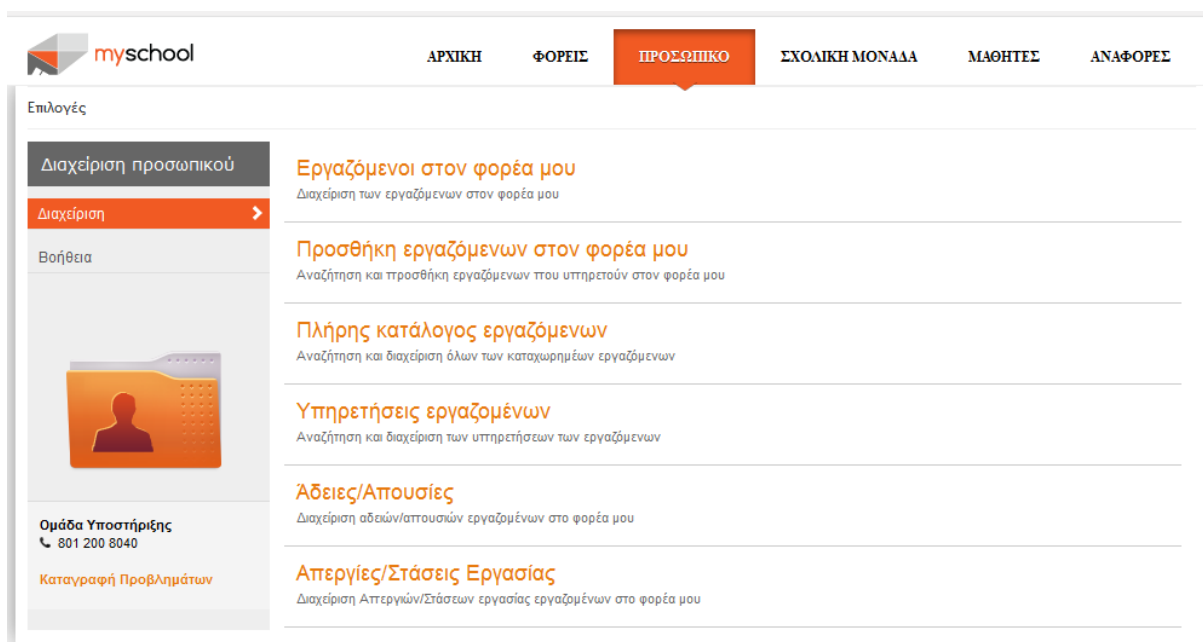 myschool
ΑΡΧΙΚΗ ΦΟΡΕΙΣ ΠΡΟΣΩΠΙΚΟ ΣΧΟΛΙΚΗ ΜΟΝΑΔΑ ΜΑΘΗΤΕΣ ΑΝΑΦΟΡΕΣ
Επιλογές
Διαχείριση προσωπικού
Διαχείριση
Βοήθεια
Ομάδα Υποστήριξης
801 200 8040
Καταγραφή Προβλημάτων
Εργαζόμενοι στον φορέα μου
Διαχείριση των εργαζόμενων στον φορέα μου
Προσθήκη εργαζόμενων στον φορέα μου
Αναζήτηση και προσθήκη εργαζόμενων που υπηρετούν στον φορέα μου
Πλήρης κατάλογος εργαζόμενων
Αναζήτηση και διαχείριση όλων των καταχωρημέων εργαζόμενων
Υπηρετήσεις εργαζομένων
Αναζήτηση και διαχείριση των υπηρετήσεων των εργαζόμενων
Άδειες/Απουσίες
Διαχείριση αδειών/απουσιών εργαζομένων στο φορέα μου
Απεργίες/Στάσεις Εργασίας
Διαχείριση Απεργιών/Στάσεων εργασίας εργαζομένων στο φορέα μου